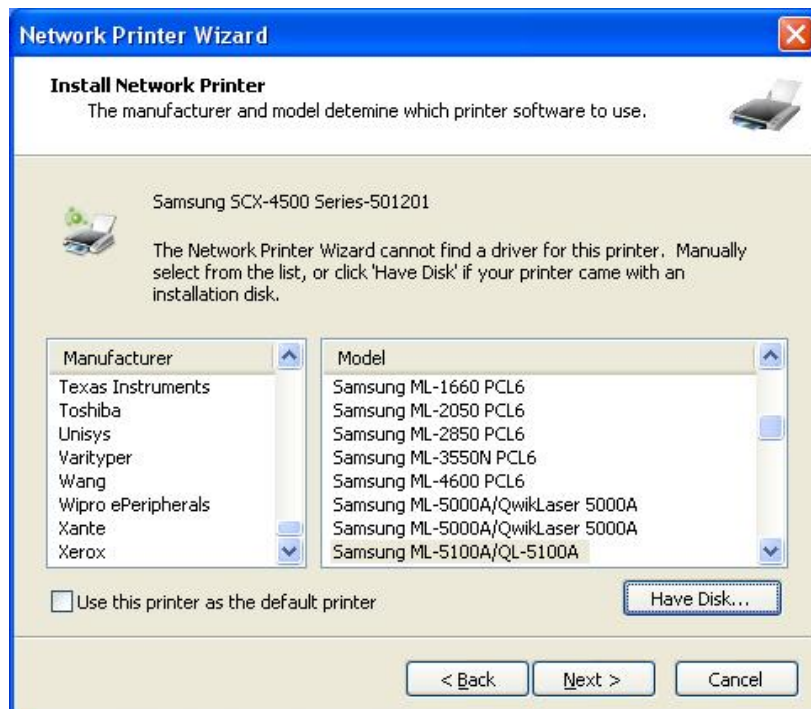 Network Printer Wizard
Install Network Printer
The manufacturer and model detemine which printer software to use.
Samsung SCX-4500 Series-501201
The Network Printer Wizard cannot find a driver for this printer.  Manually
select from the list, or click 'Have Disk' if your printer came with an
installation disk.
Manufacturer
Texas Instruments
Toshiba
Unisys
Varityper
Wang
Wipro ePeripherals
Xante
Xerox
Model
Samsung ML-1660 PCL6
Samsung ML-2050 PCL6
Samsung ML-2850 PCL6
Samsung ML-3550N PCL6
Samsung ML-4600 PCL6
Samsung ML-5000A/QwikLaser 5000A
Samsung ML-5000A/QwikLaser 5000A
Samsung ML-5100A/QL-5100A
Use this printer as the default printer
Have Disk...
< Back
Next >
Cancel